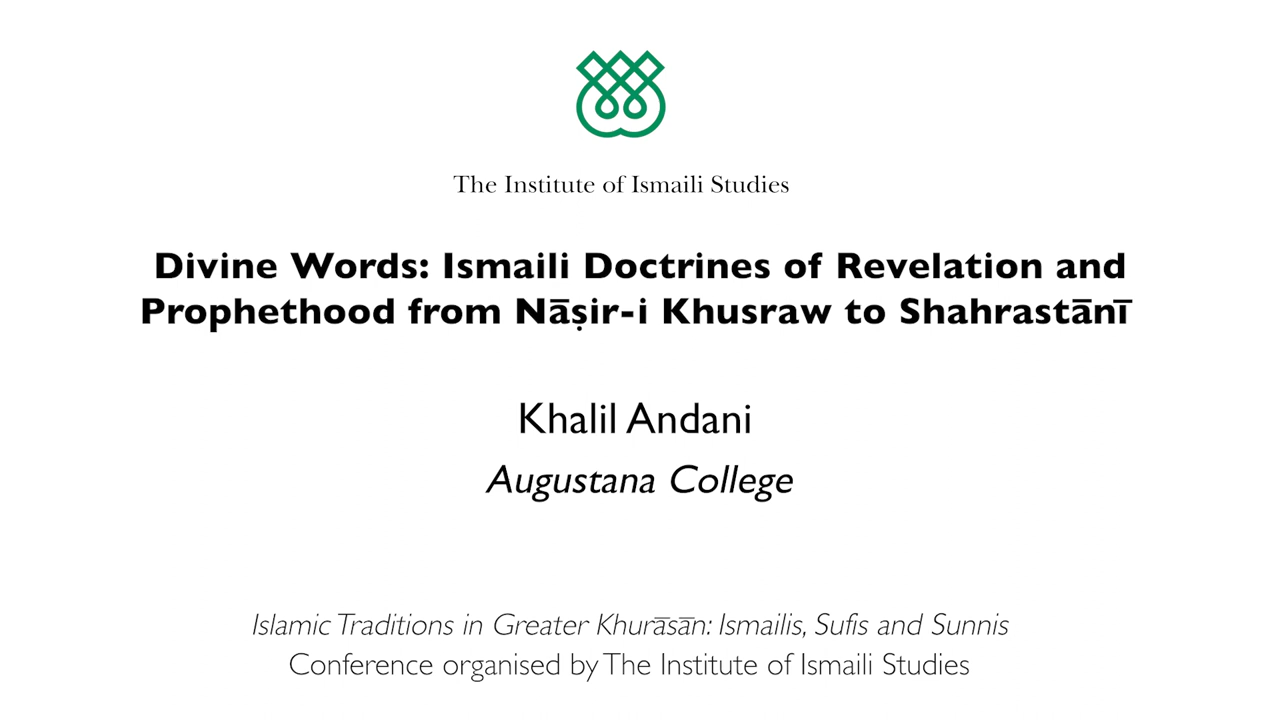 The Institute of Ismaili Studies
Divine Words: Ismaili Doctrines of Revelation and
Prophethood from Nāṣir-i Khusraw to Shahrastānī
Khalil Andani
Augustana College
Islamic Traditions in Greater Khurāsān: Ismailis, Sufis and Sunnis
Conference organised by The Institute of Ismaili Studies